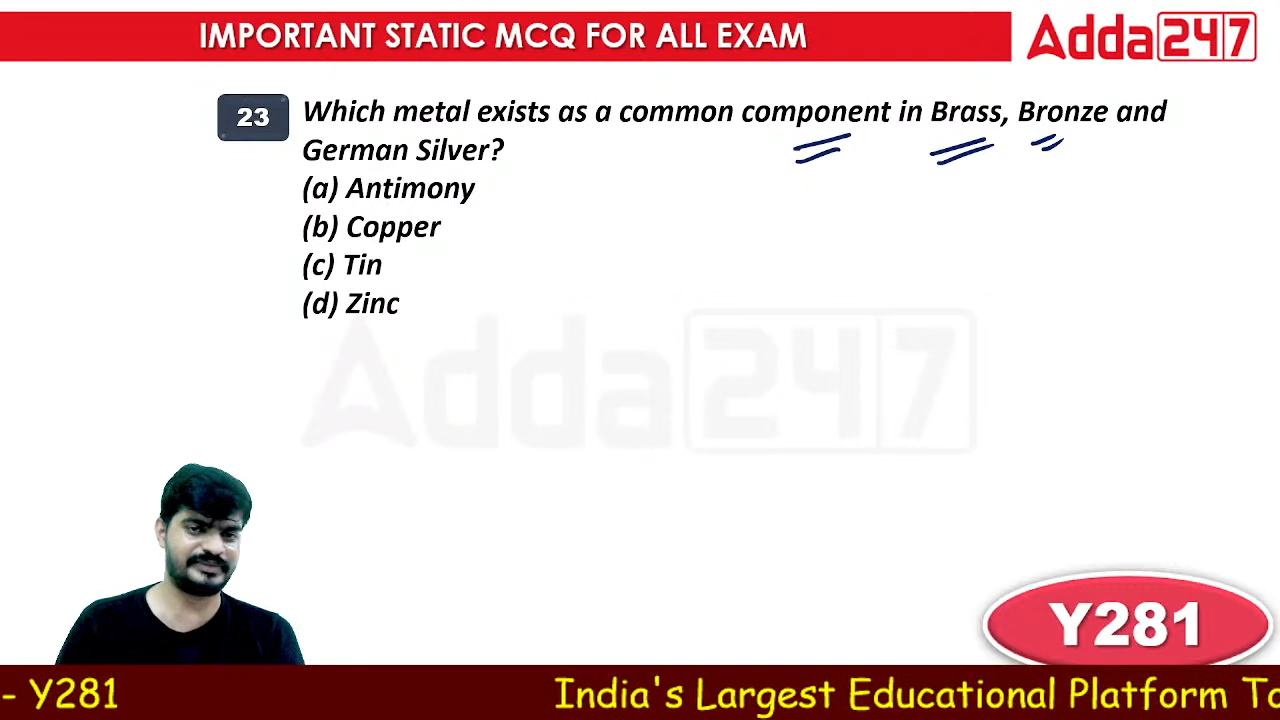 IMPORTANT STATIC MCQ FOR ALL EXAM
Adda247
23
Which metal exists as a common component in Brass, Bronze and
German Silver?
(a) Antimony
(b) Copper
(c) Tin
(d) Zinc
Adda247
Y281
- Y281 India's Largest Educational Platform To